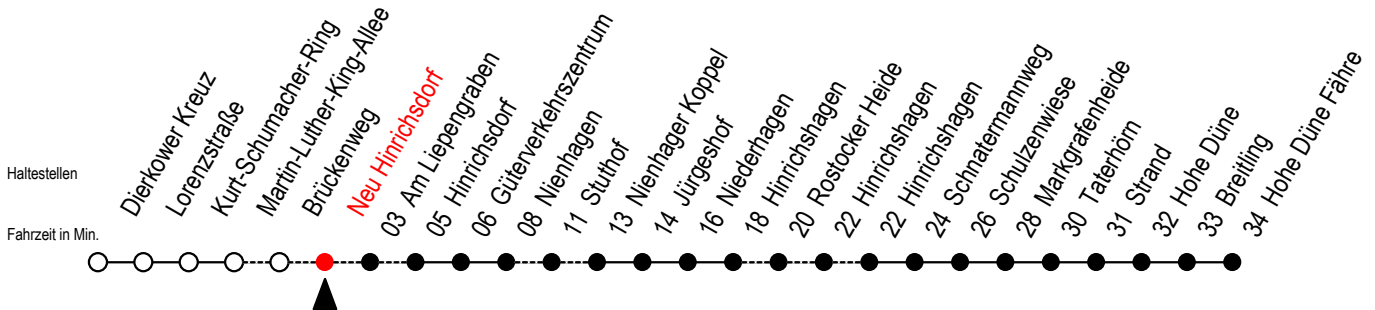 Haltestellen
Fahrzeit in Min.
Dierkower Kreuz
Lorenzstraße
Kurt-Schumacher-Ring
Martin-Luther-King-Allee
Brückenweg
Neu Hinrichsdorf
03 Am Liepengraben
05 Hinrichsdorf
06 Güterverkehrszentrum
08 Nienhagen
11 Stuthof
13 Nienhager Koppel
14 Jürgeshof
16 Niederhagen
18 Hinrichshagen
20 Rostocker Heide
22 Hinrichshagen
22 Hinrichshagen
24 Schnatermannweg
26 Schulzenwiese
28 Markgrafenheide
30 Taterhörn
31 Strand
32 Hohe Düne
33 Breitling
34 Hohe Düne Fähre